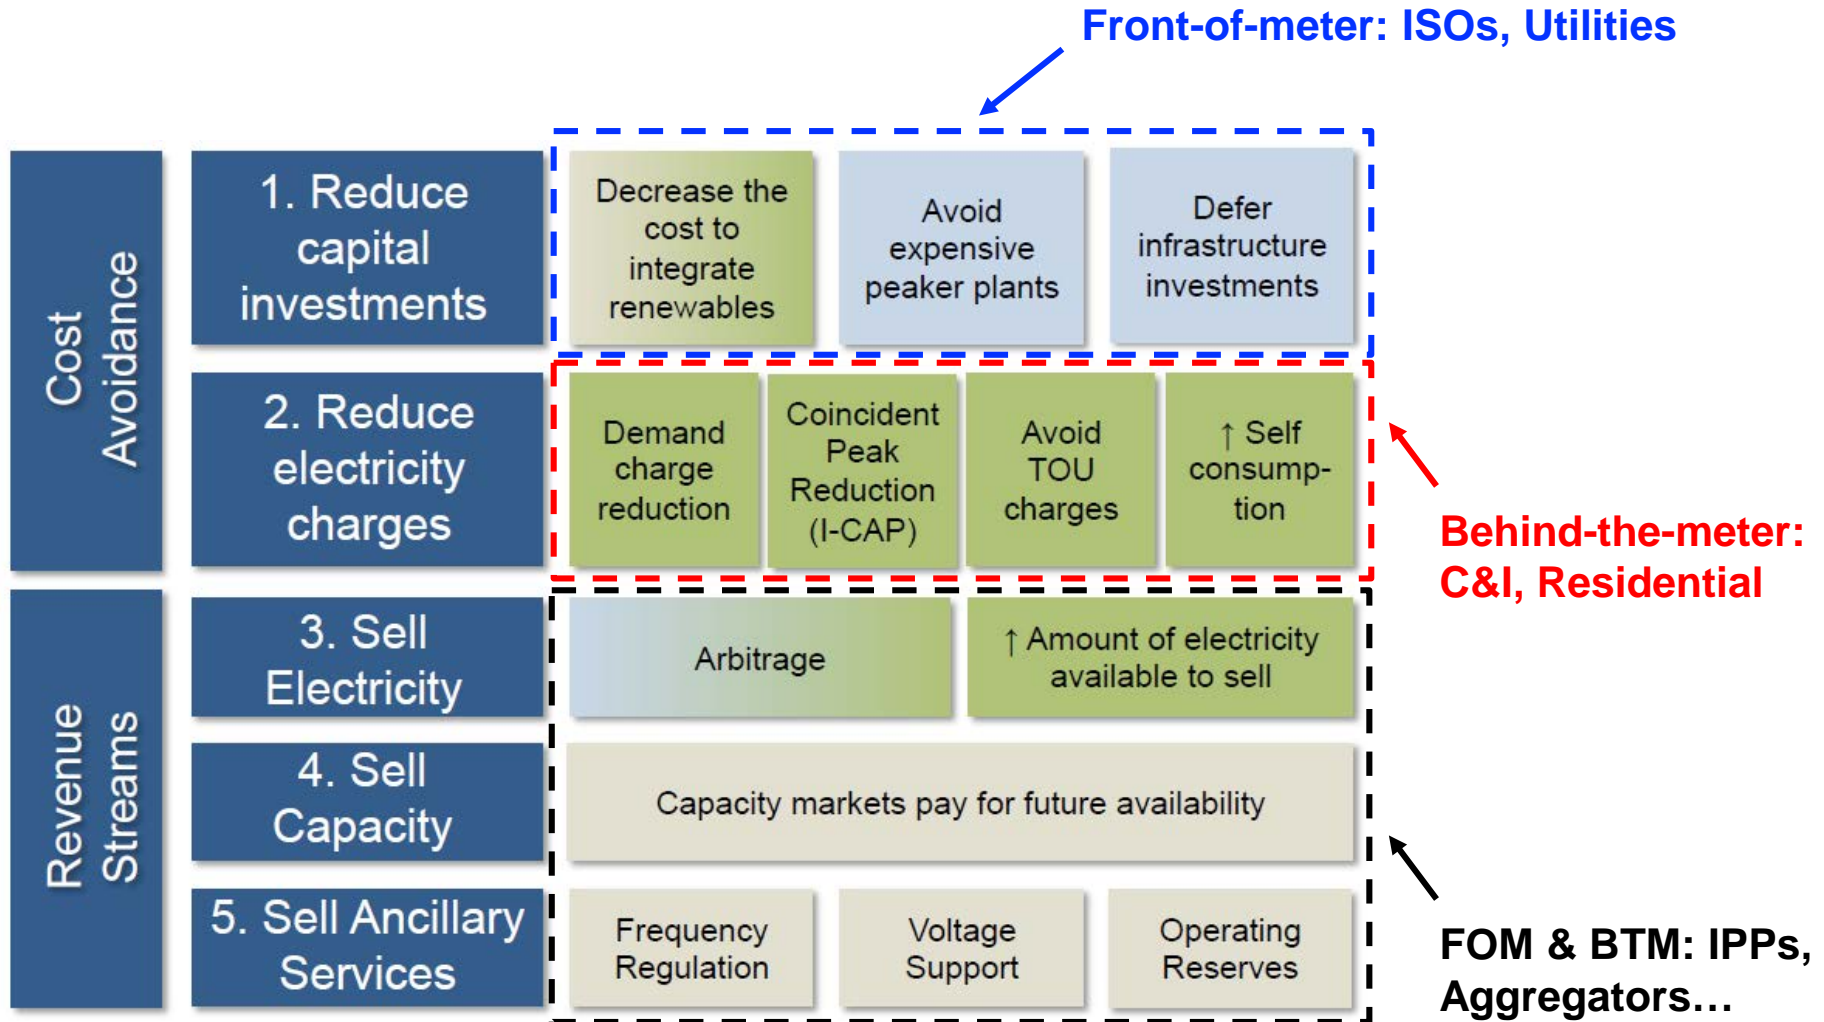 Front-of-meter: ISOs, Utilities
Cost
Avoidance
1. Reduce
capital
investments
Decrease the
cost to
integrate
renewables
Avoid
expensive
peaker plants
Defer
infrastructure
investments
2. Reduce
electricity
charges
Demand
charge
reduction
Coincident
Peak
Reduction
(I-CAP)
Avoid
TOU
charges
↑ Self
consump-
tion
Behind-the-meter:
C&I, Residential
Revenue
Streams
3. Sell
Electricity
Arbitrage
↑ Amount of electricity
available to sell
4. Sell
Capacity
Capacity markets pay for future availability
5. Sell Ancillary
Services
Frequency
Regulation
Voltage
Support
Operating
Reserves
FOM & BTM: IPPs,
Aggregators…